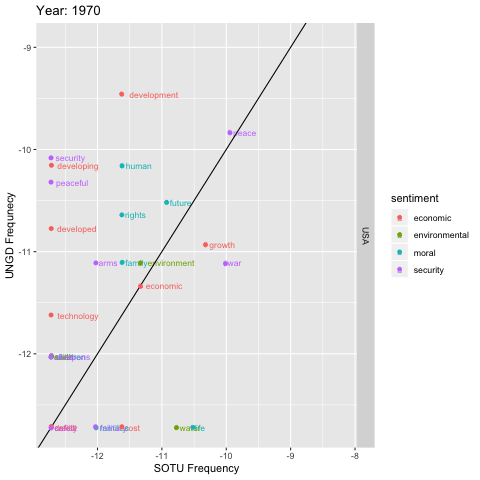 Year: 1970
-9
development
peace
-10
security
developing
human
peaceful
future
rights
developed
growth
-11
arms
family
environment
war
economic
technology
-12
cost
water
life
-12
-11
-10
-9
-8
SOTU Frequency
UNGD Frequnecy
USA
sentiment
economic
environmental
moral
security